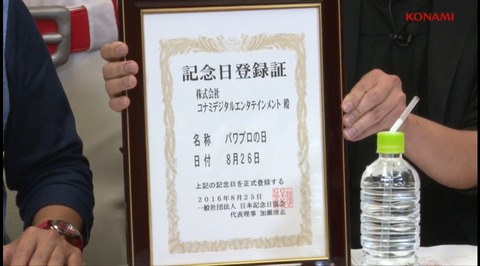 KONAMI
記念日登録証
株式会社
コナミデジタルエンタテインメント 殿
名称 パワプロの日
日付 8月26日
上記の記念日を正式登録する
2016年8月25日
一般社団法人 日本記念日協会
代表理事 加瀬清志